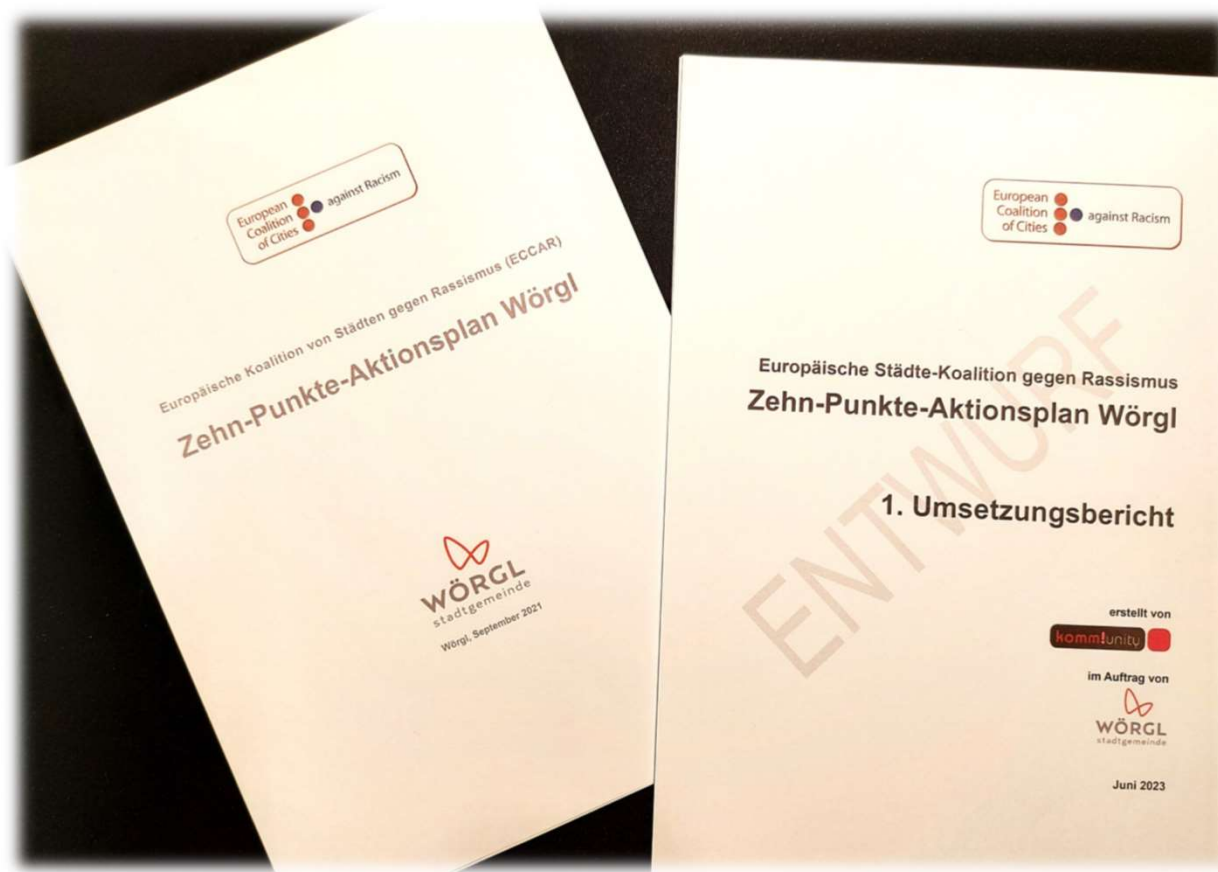 European
Coalition
of Cities
against Racism
Europäische Koalition von Städten gegen Rassismus (ECCAR)
Zehn-Punkte-Aktionsplan Wörgl
WÖRGL
stadtgemeinde
Wörgl, September 2021
European
Coalition
of Cities
against Racism
Europäische Städte-Koalition gegen Rassismus
Zehn-Punkte-Aktionsplan Wörgl
ENTWURF
1. Umsetzungsbericht
erstellt von
komm!unity
im Auftrag von
WÖRGL
stadtgemeinde
Juni 2023